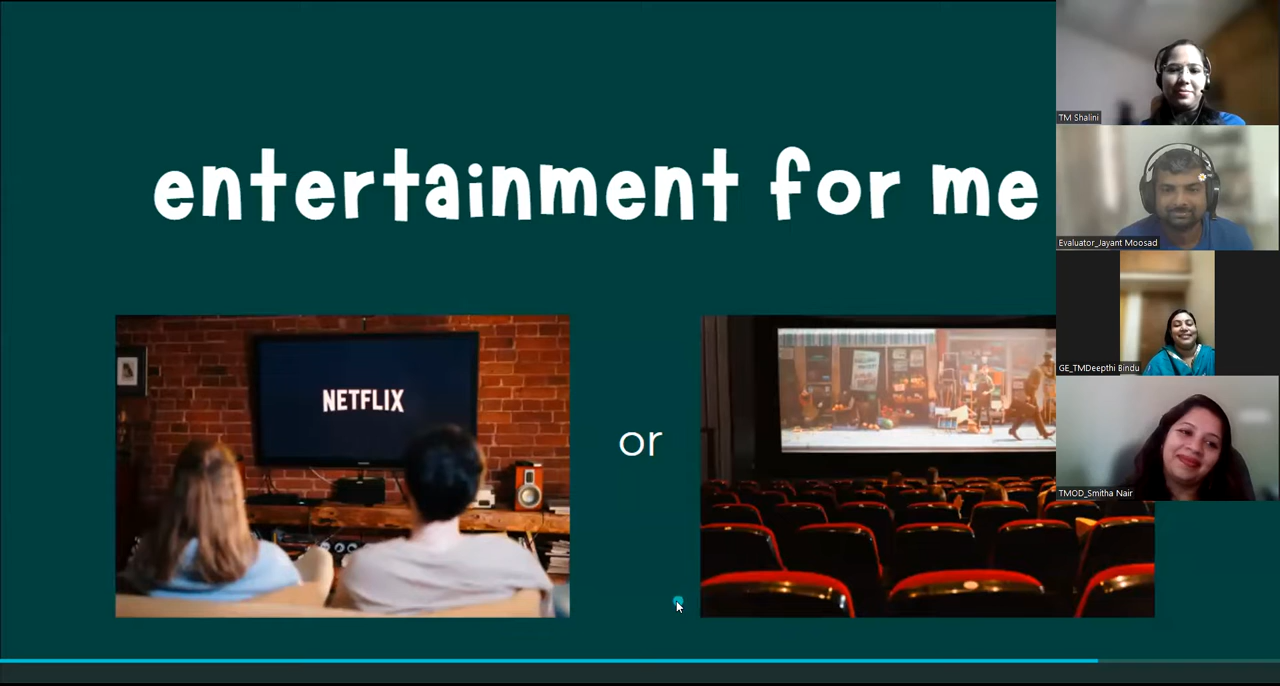 entertainment for me
NETFLIX
or
TM Shalini
Evaluator_Jayant Moosad
GE_TMDeepthi Bindu
TMOD_Smitha Nair